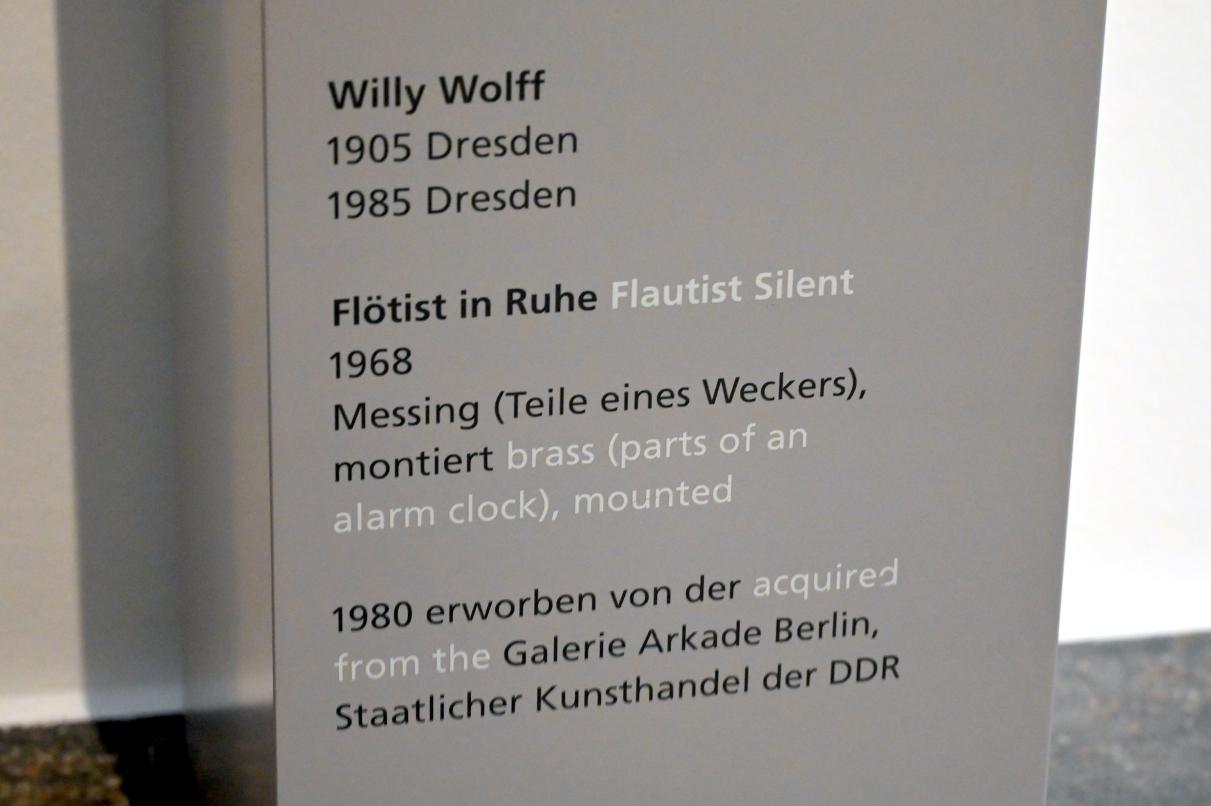 Willy Wolff
1905 Dresden
1985 Dresden
Flötist in Ruhe Flautist Silent
1968
Messing (Teile eines Weckers),
montiert brass (parts of an
alarm clock), mounted
1980 erworben von der acquired
from the Galerie Arkade Berlin,
Staatlicher Kunsthandel der DDR